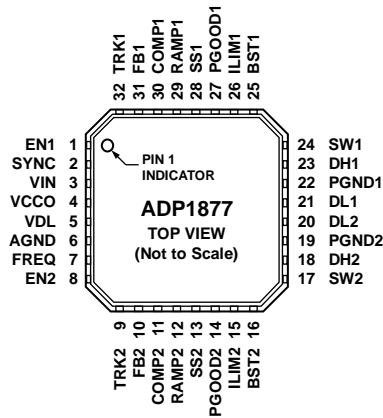 32 TRK1
31 FB1
30 COMP1
29 RAMP1
28 SS1
27 PGOOD1
26 ILIM1
25 BST1
EN1 1
SYNC 2
VIN 3
VCCO 4
VDL 5
AGND 6
FREQ 7
EN2 8
PIN 1
INDICATOR
ADP1877
TOP VIEW
(Not to Scale)
24 SW1
23 DH1
22 PGND1
21 DL1
20 DL2
19 PGND2
18 DH2
17 SW2
TRK2 9
FB2 10
COMP2 11
RAMP2 12
SS2 13
PGOOD2 14
ILIM2 15
BST2 16